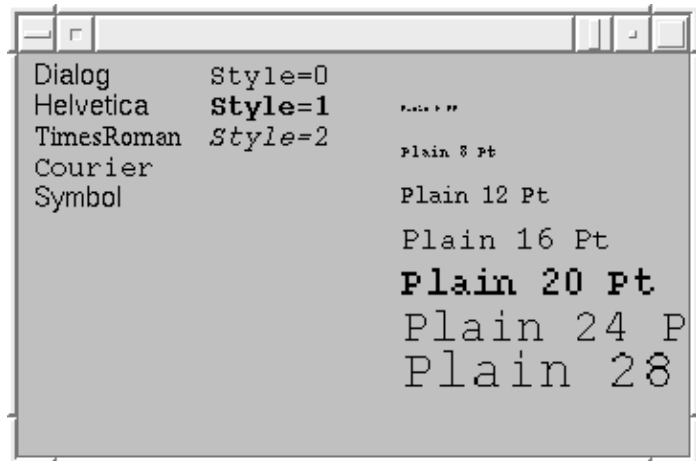 Dialog
Helvetica
TimesRoman
Courier
Symbol
Style=0
Style=1
Style=2
Plain 8 Pt
Plain 12 Pt
Plain 16 Pt
Plain 20 Pt
Plain 24 P
Plain 28